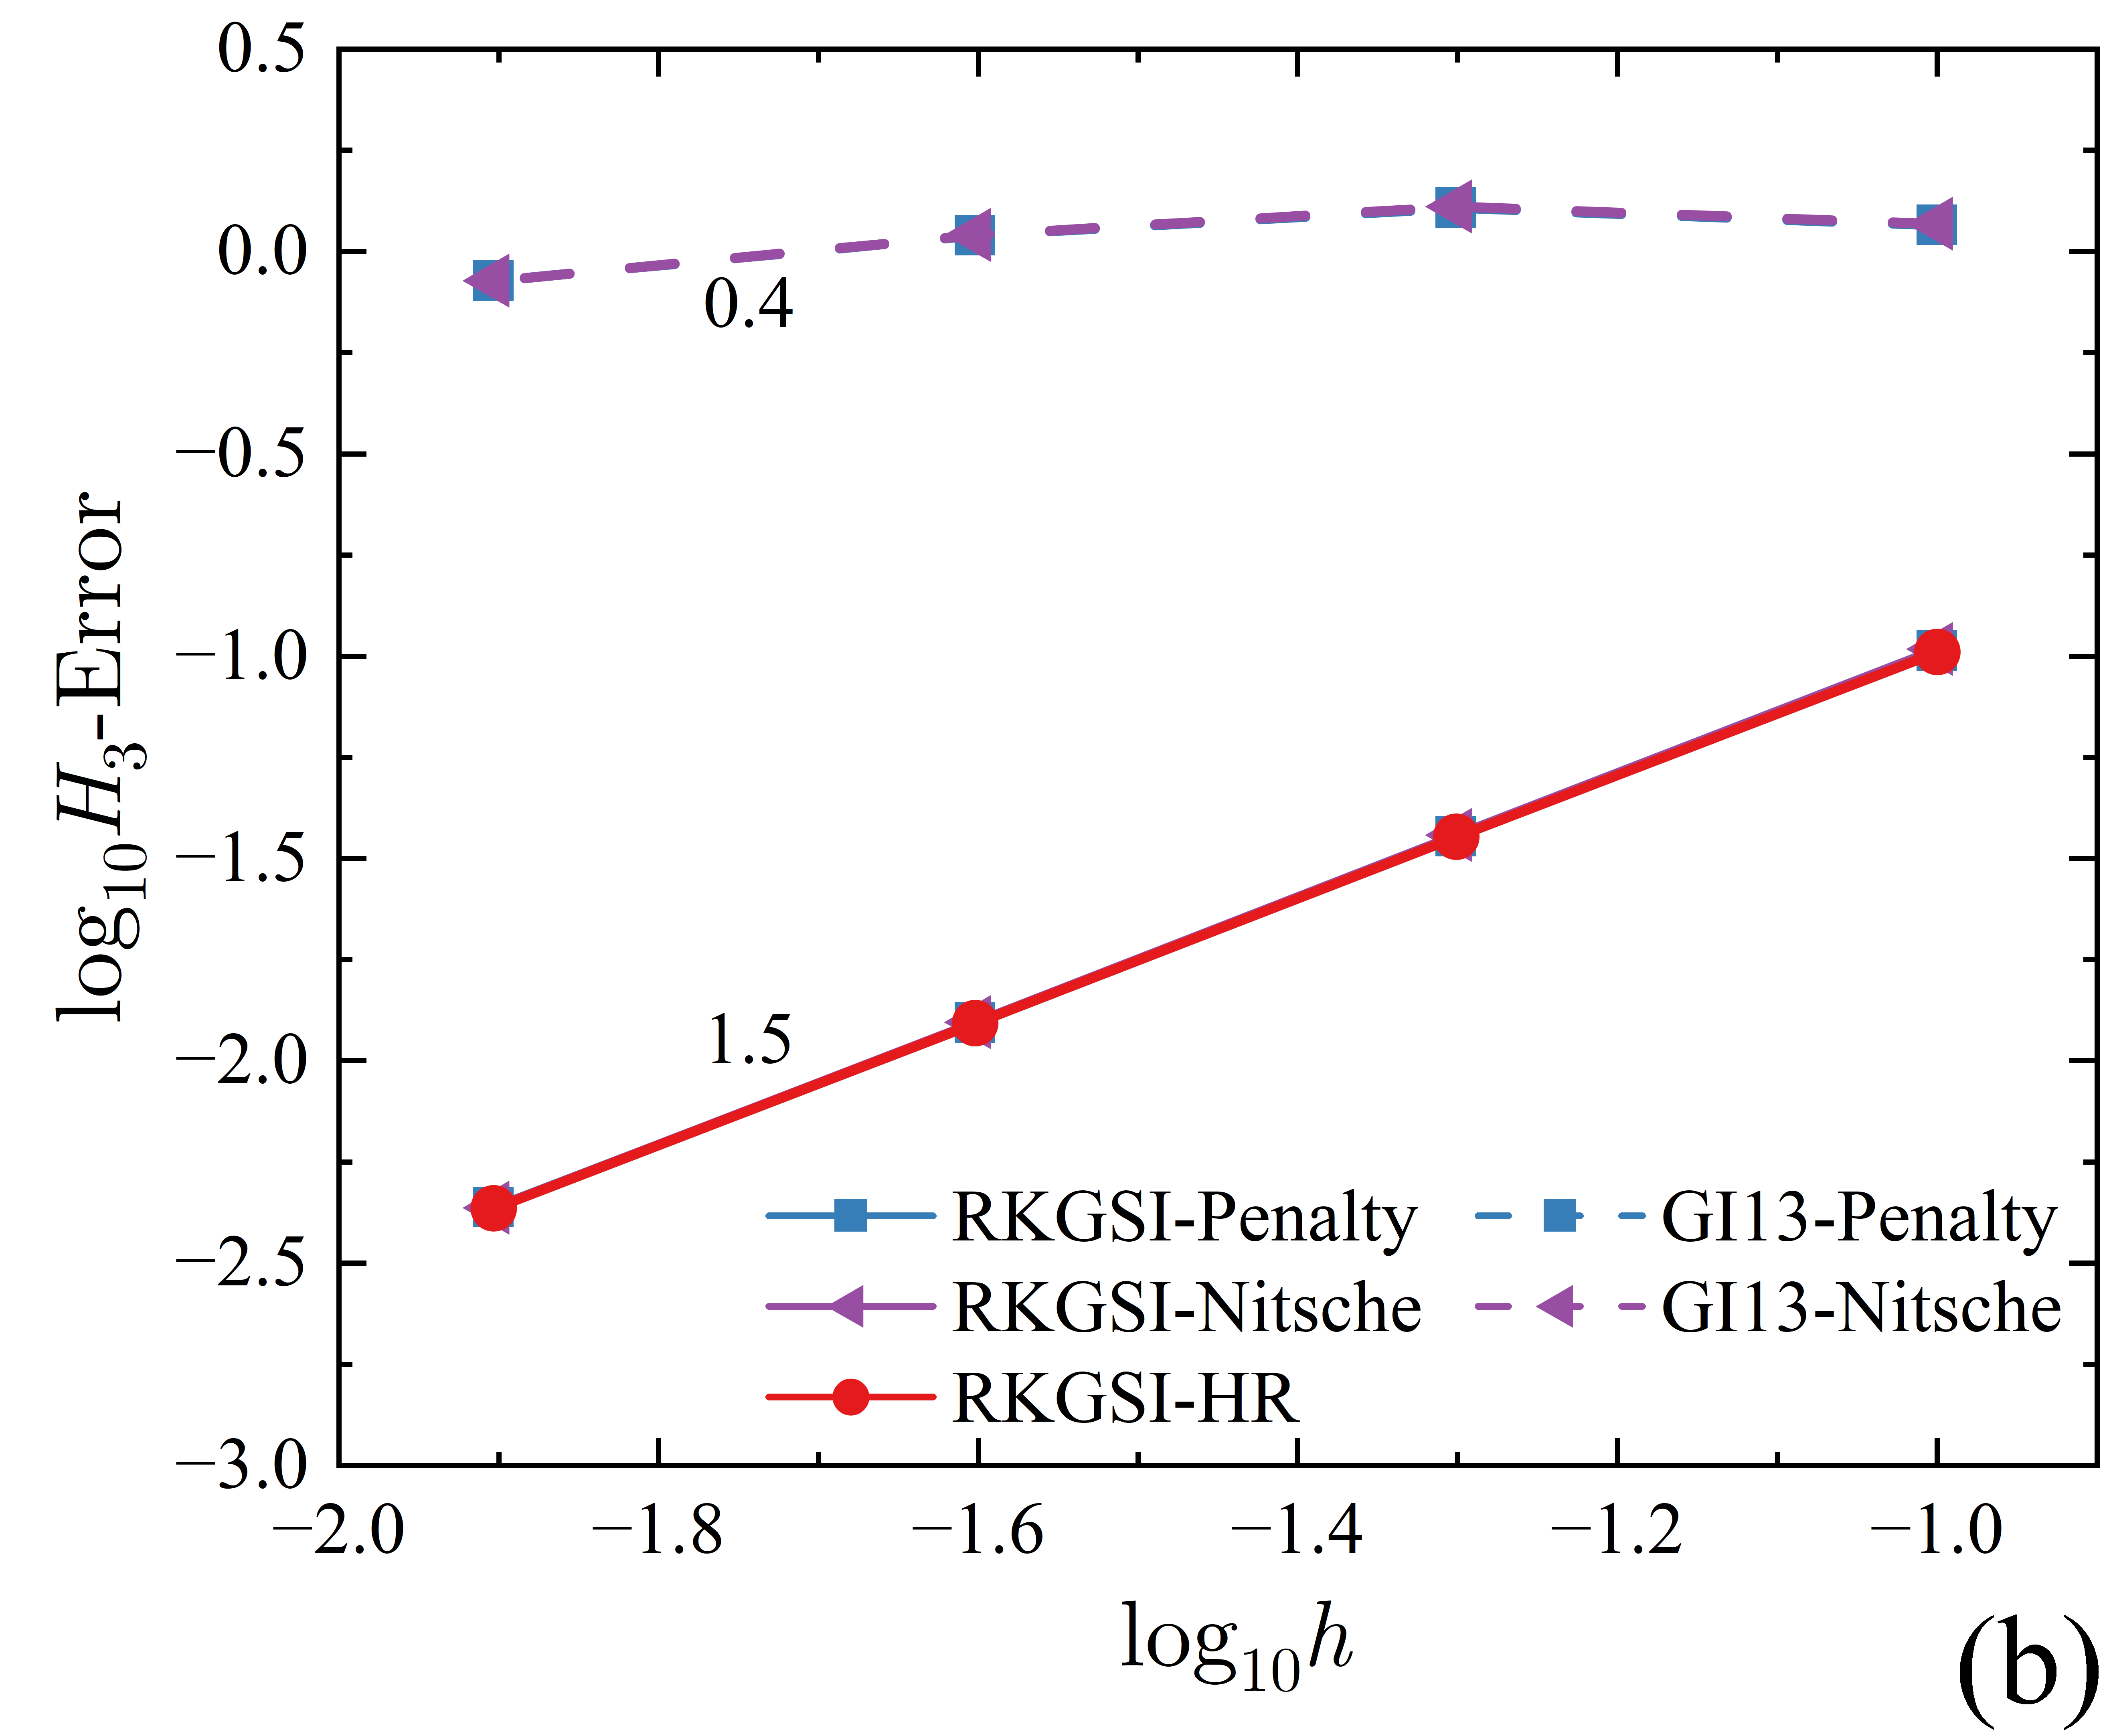 0.5
0.0
−0.5
−1.0
−1.5
−2.0
−2.5
−3.0
log₁₀H₃-Error
0.4
1.5
RKGSI-Penalty
GI13-Penalty
RKGSI-Nitsche
GI13-Nitsche
RKGSI-HR
−2.0 −1.8 −1.6 −1.4 −1.2 −1.0
log₁₀h
(b)